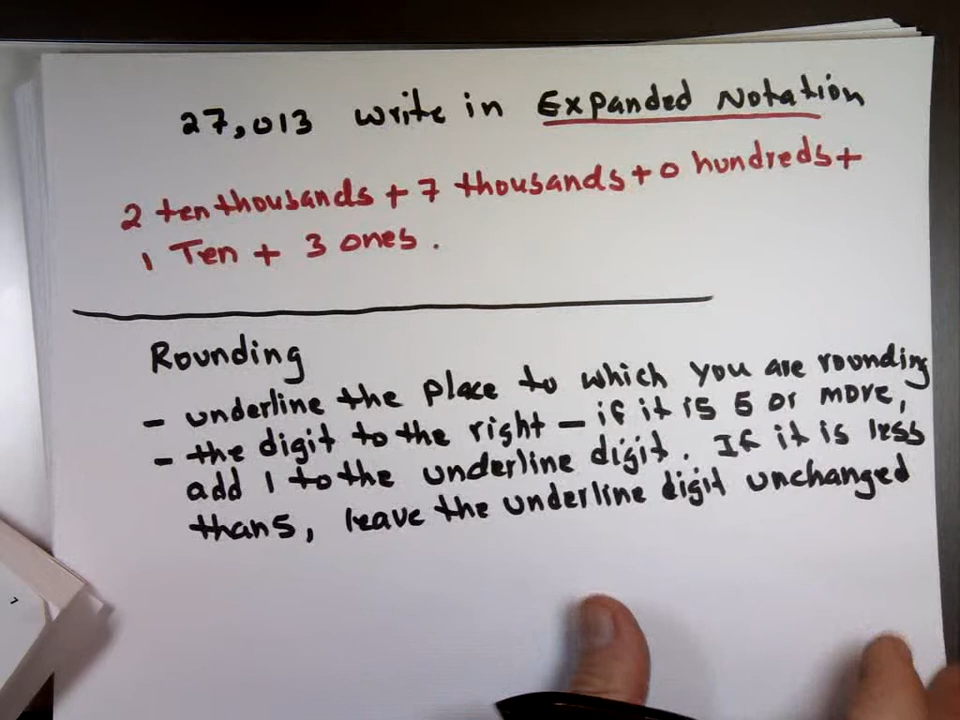 27,013 write in Expanded Notation
2 ten thousands + 7 thousands + 0 hundreds +
1 Ten + 3 ones.
Rounding
- underline the place to which you are rounding
- the digit to the right - if it is 5 or more,
add 1 to the underline digit. If it is less
than 5, leave the underline digit unchanged